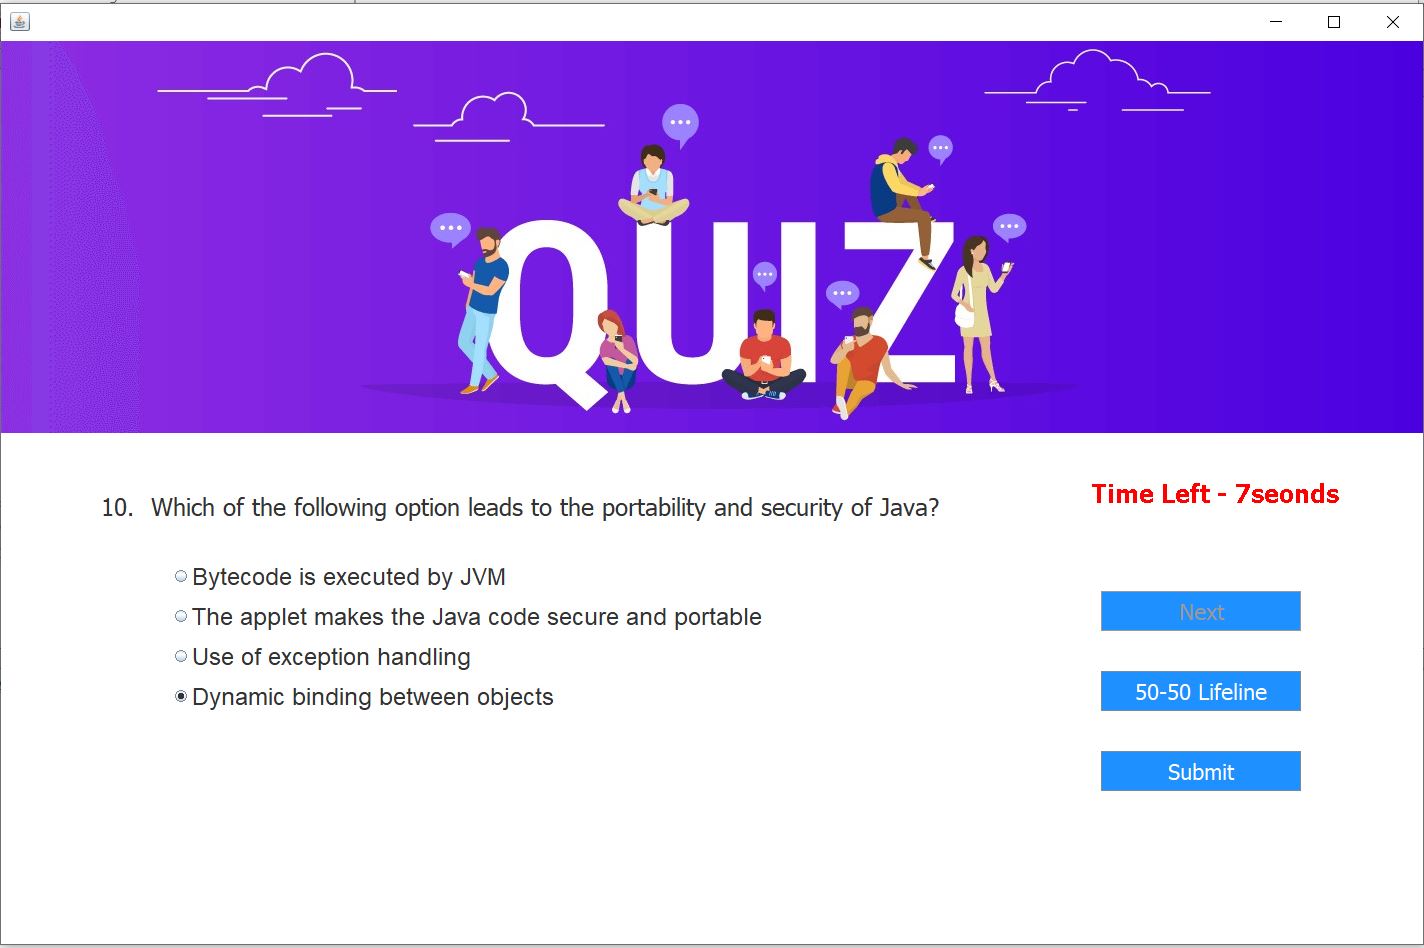 QUIZ
10. Which of the following option leads to the portability and security of Java?
Time Left - 7seonds
Bytecode is executed by JVM
The applet makes the Java code secure and portable
Use of exception handling
Dynamic binding between objects
Next
50-50 Lifeline
Submit